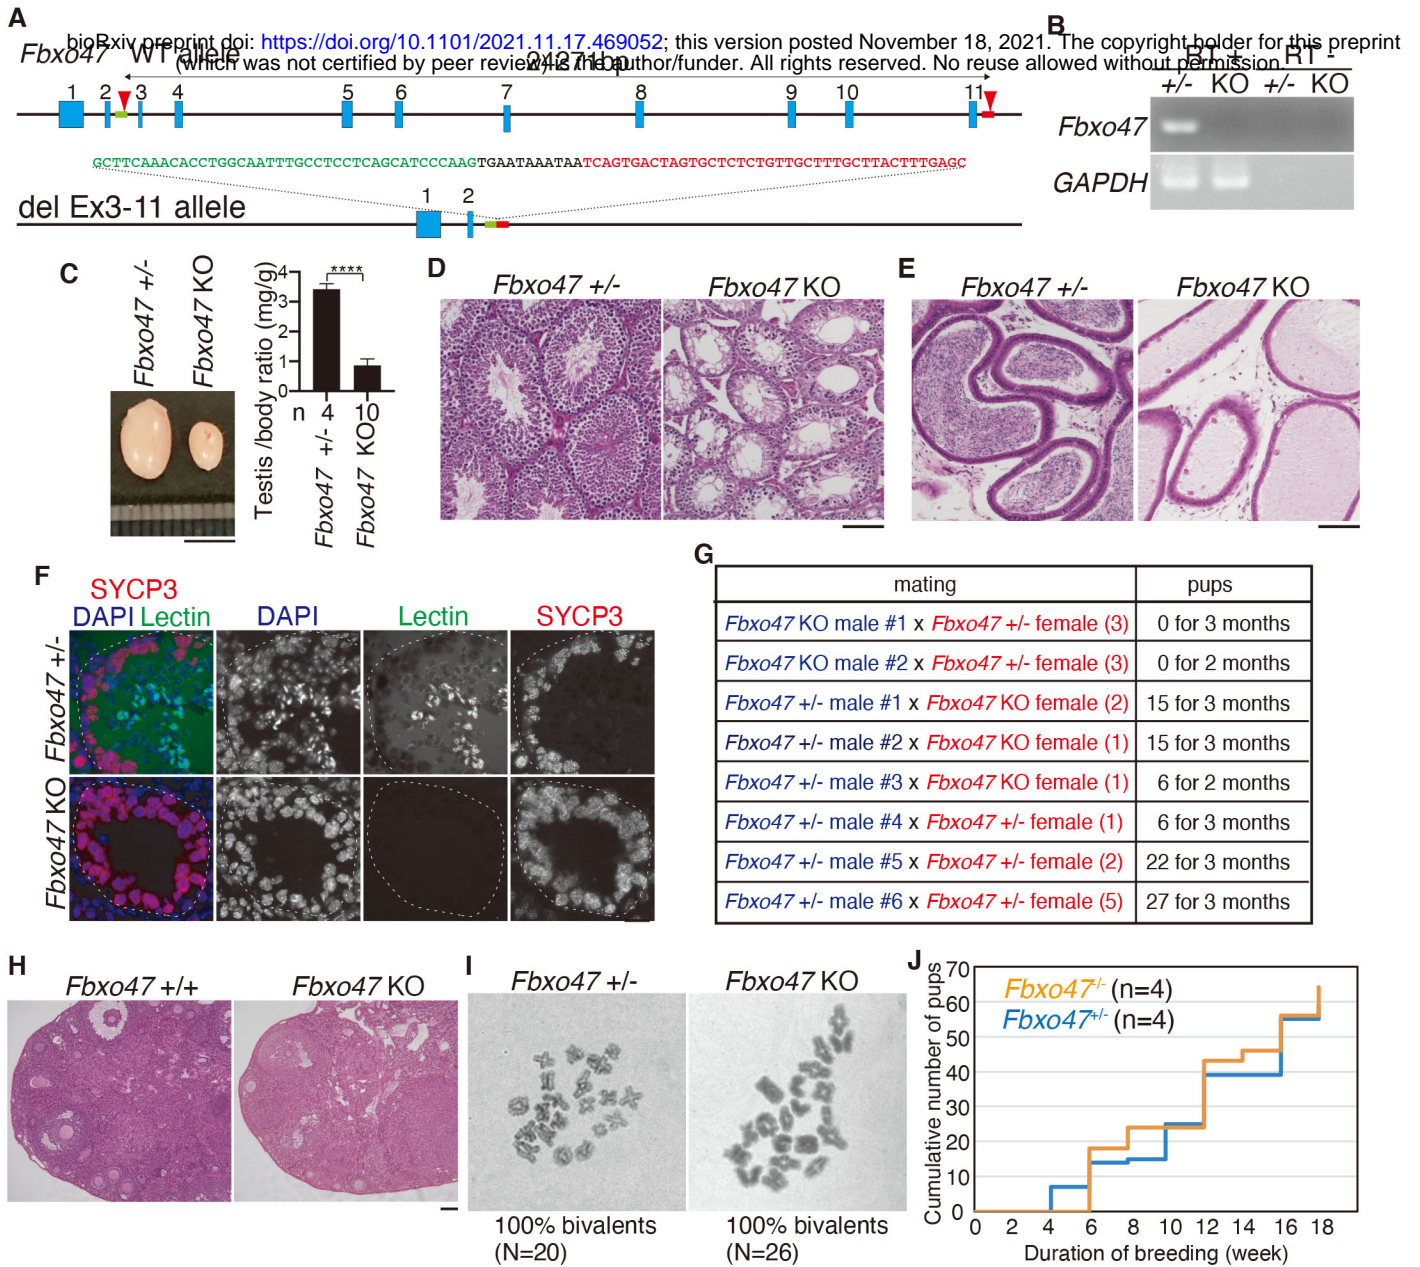 A
B
bioRxiv preprint doi: https://doi.org/10.1101/2021.11.17.469052; this version posted November 18, 2021. The copyright holder for this preprint
(which was not certified by peer review) is the author/funder. All rights reserved. No reuse allowed without permission.
Fbxo47 WT allele
24271bp
1 2 3 4 5 6 7 8 9 10 11
GCTTCAAACACCTGGCAATTTGCCTCCTCAGCATCCCAAGTGAATAAATAATCAGTGACTAGTGCTCTCTGTTGCTTTGCTTACTTTGAGC
del Ex3-11 allele
1 2
RT + RT -
+/- KO +/- KO
Fbxo47
GAPDH
C
Fbxo47 +/-
Fbxo47 KO
Testis /body ratio (mg/g)
4
3
2
1
0
****
n 4 10
Fbxo47 +/-
Fbxo47 KO
D
Fbxo47 +/- Fbxo47 KO
E
Fbxo47 +/- Fbxo47 KO
F
SYCP3
DAPI Lectin DAPI Lectin SYCP3
Fbxo47 +/-
Fbxo47 KO
G
mating pups
Fbxo47 KO male #1 x Fbxo47 +/- female (3) 0 for 3 months
Fbxo47 KO male #2 x Fbxo47 +/- female (3) 0 for 2 months
Fbxo47 +/- male #1 x Fbxo47 KO female (2) 15 for 3 months
Fbxo47 +/- male #2 x Fbxo47 KO female (1) 15 for 3 months
Fbxo47 +/- male #3 x Fbxo47 KO female (1) 6 for 2 months
Fbxo47 +/- male #4 x Fbxo47 +/- female (1) 6 for 3 months
Fbxo47 +/- male #5 x Fbxo47 +/- female (2) 22 for 3 months
Fbxo47 +/- male #6 x Fbxo47 +/- female (5) 27 for 3 months
H
Fbxo47 +/+ Fbxo47 KO
I
Fbxo47 +/- Fbxo47 KO
100% bivalents 100% bivalents
(N=20) (N=26)
J
Cumulative number of pups
70
60
50
40
30
20
10
0
Fbxo47-/- (n=4)
Fbxo47+/- (n=4)
0 2 4 6 8 10 12 14 16 18
Duration of breeding (week)